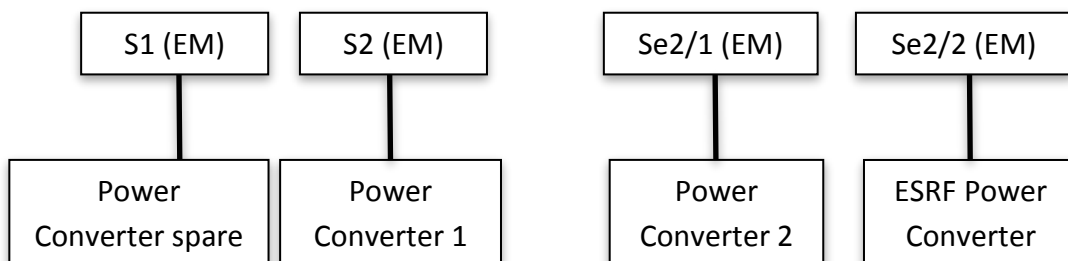 S1 (EM)
S2 (EM)
Se2/1 (EM)
Se2/2 (EM)
Power
Converter spare
Power
Converter 1
Power
Converter 2
ESRF Power
Converter